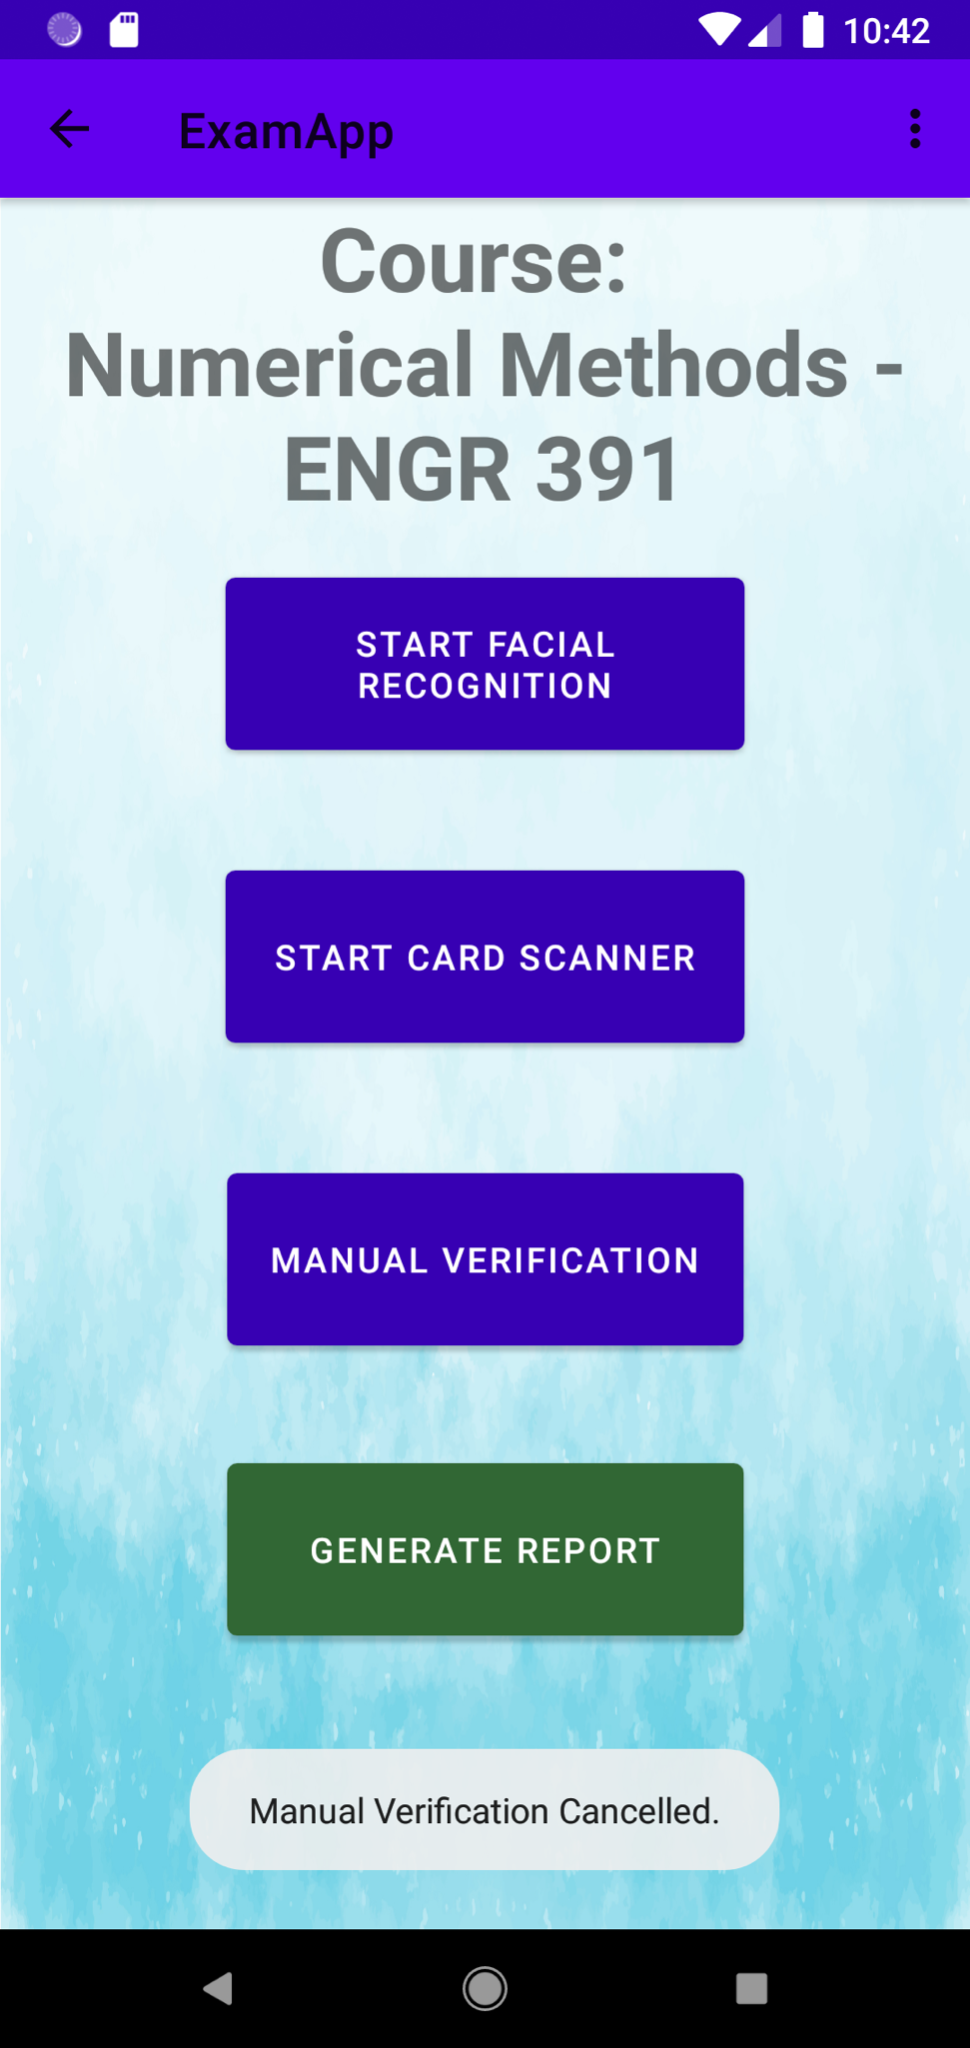 10:42
ExamApp
Course:
Numerical Methods -
ENGR 391
START FACIAL
RECOGNITION
START CARD SCANNER
MANUAL VERIFICATION
GENERATE REPORT
Manual Verification Cancelled.